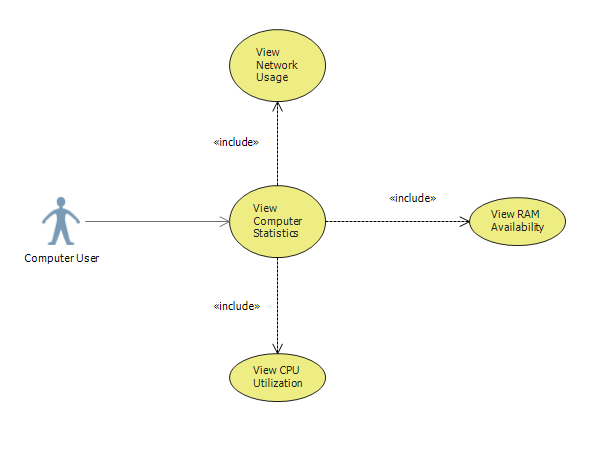 View
Network
Usage
«include»
«include»
View
Computer
Statistics
View RAM
Availability
Computer User
«include»
View CPU
Utilization